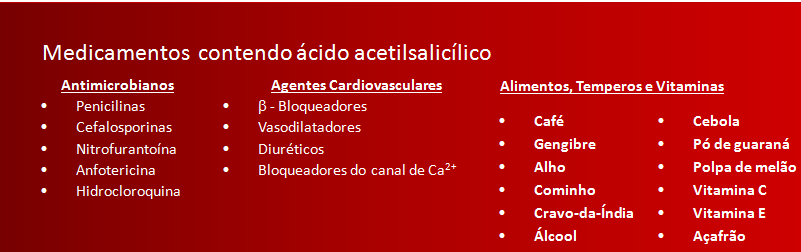 Medicamentos contendo ácido acetilsalicílico
Antimicrobianos
• Penicilinas
• Cefalosporinas
• Nitrofurantoína
• Anfotericina
• Hidrocloroquina
Agentes Cardiovasculares
• β - Bloqueadores
• Vasodilatadores
• Diuréticos
• Bloqueadores do canal de Ca²⁺
Alimentos, Temperos e Vitaminas
• Café
• Gengibre
• Alho
• Cominho
• Cravo-da-Índia
• Álcool
• Cebola
• Pó de guaraná
• Polpa de melão
• Vitamina C
• Vitamina E
• Açafrão